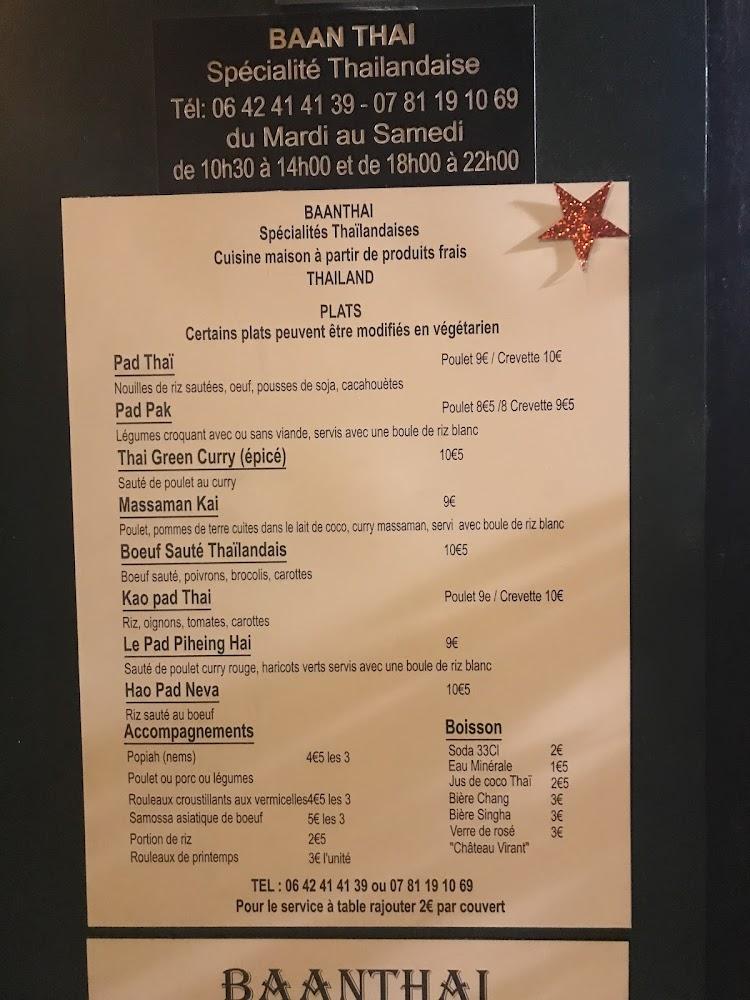 BAAN THAI
Spécialité Thailandaise
Tél: 06 42 41 41 39 - 07 81 19 10 69
du Mardi au Samedi
de 10h30 à 14h00 et de 18h00 à 22h00
BAANTHAI
Spécialités Thaïlandaises
Cuisine maison à partir de produits frais
THAILAND
PLATS
Certains plats peuvent être modifiés en végétarien
Pad Thaï Poulet 9€ / Crevette 10€
Nouilles de riz sautées, oeuf, pousses de soja, cacahouètes
Pad Pak Poulet 8€5 /8 Crevette 9€5
Légumes croquant avec ou sans viande, servis avec une boule de riz blanc
Thai Green Curry (épicé) 10€5
Sauté de poulet au curry
Massaman Kai 9€
Poulet, pommes de terre cuites dans le lait de coco, curry massaman, servi avec boule de riz blanc
Boeuf Sauté Thaïlandais 10€5
Boeuf sauté, poivrons, brocolis, carottes
Kao pad Thai Poulet 9e / Crevette 10€
Riz, oignons, tomates, carottes
Le Pad Piheing Hai 9€
Sauté de poulet curry rouge, haricots verts servis avec une boule de riz blanc
Hao Pad Neva 10€5
Riz sauté au boeuf
Accompagnements
Popiah (nems) 4€5 les 3
Poulet ou porc ou légumes
Rouleaux croustillants aux vermicelles4€5 les 3
Samossa asiatique de boeuf 5€ les 3
Portion de riz 2€5
Rouleaux de printemps 3€ l'unité
Boisson
Soda 33Cl 2€
Eau Minérale 1€5
Jus de coco Thaï 2€5
Bière Chang 3€
Bière Singha 3€
Verre de rosé 3€
"Château Virant"
TEL : 06 42 41 41 39 ou 07 81 19 10 69
Pour le service à table rajouter 2€ par couvert
BAANTHAI